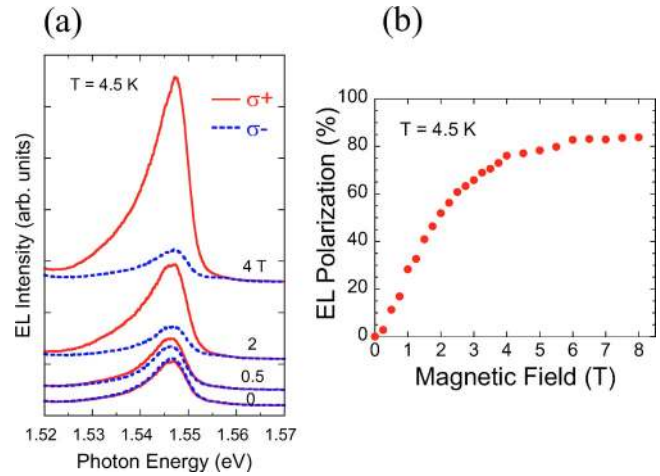 (a)
T = 4.5 K
σ+
σ-
4 T
2
0.5
0
EL Intensity (arb. units)
1.52 1.53 1.54 1.55 1.56 1.57
Photon Energy (eV)
(b)
T = 4.5 K
100
80
60
40
20
0
EL Polarization (%)
0 1 2 3 4 5 6 7 8
Magnetic Field (T)